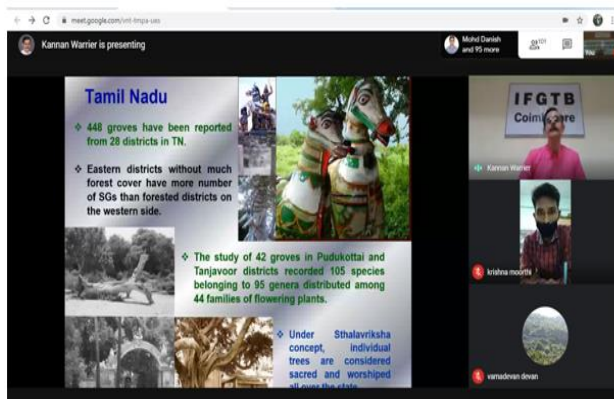 meet.google.com/vnt-tmpa-ues
Kannan Warrier is presenting
Mohd Danish
and 95 more
101
You
Tamil Nadu
448 groves have been reported
from 28 districts in TN.
Eastern districts without much
forest cover have more number
of SGs than forested districts on
the western side.
The study of 42 groves in Pudukottai and
Tanjavoor districts recorded 105 species
belonging to 95 genera distributed among
44 families of flowering plants.
Under Sthalavriksha
concept, individual
trees are considered
sacred and worshiped
all over the state
IFGTB
Kannan Warrier
krishna moorthi
vamadevan devan